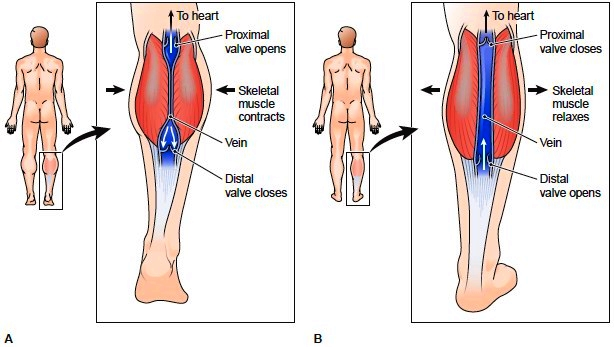 A
To heart
Proximal
valve opens
Skeletal
muscle
contracts
Vein
Distal
valve closes
B
To heart
Proximal
valve closes
Skeletal
muscle
relaxes
Vein
Distal
valve opens